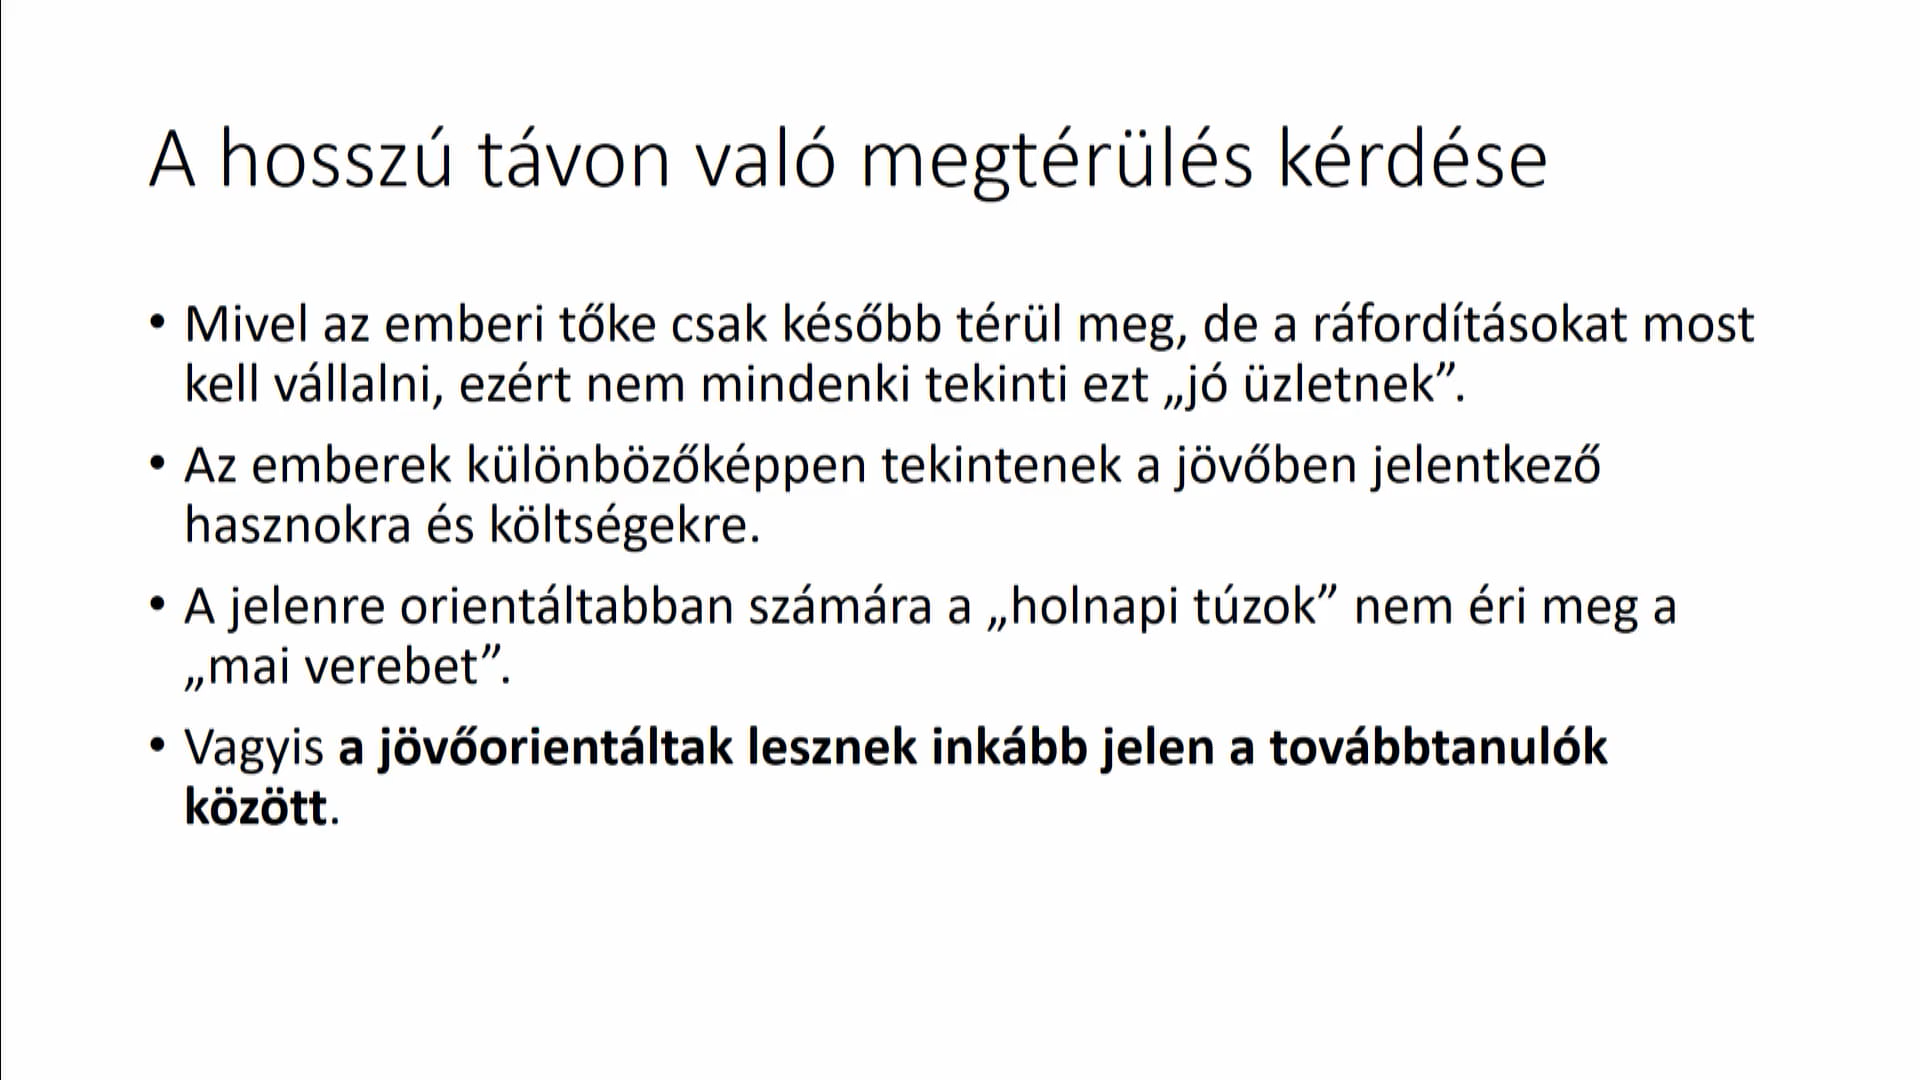 A hosszú távon való megtérülés kérdése
• Mivel az emberi tőke csak később térül meg, de a ráfordításokat most
kell vállalni, ezért nem mindenki tekinti ezt „jó üzletnek”.
• Az emberek különbözőképpen tekintenek a jövőben jelentkező
hasznokra és költségekre.
• A jelenre orientáltabban számára a „holnapi túzok” nem éri meg a
„mai verebet”.
• Vagyis a jövőorientáltak lesznek inkább jelen a továbbtanulók
között.